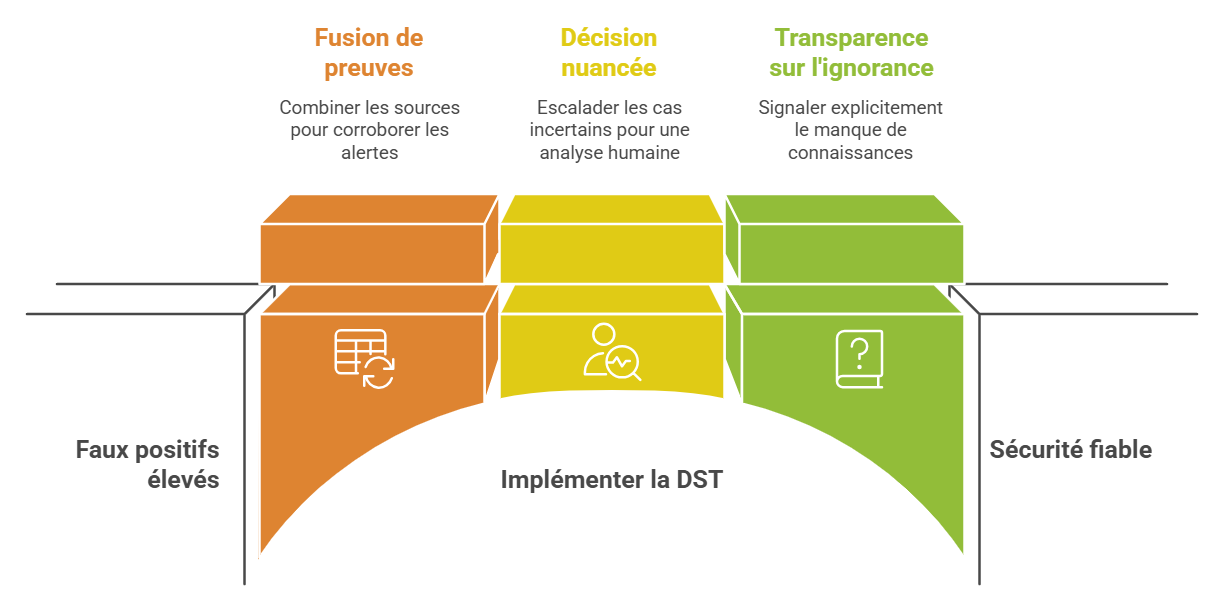 Fusion de
preuves
Combiner les sources
pour corroborer les
alertes
Décision
nuancée
Escalader les cas
incertains pour une
analyse humaine
Transparence
sur l'ignorance
Signaler explicitement
le manque de
connaissances
Faux positifs
élevés
Implémenter la DST
Sécurité fiable